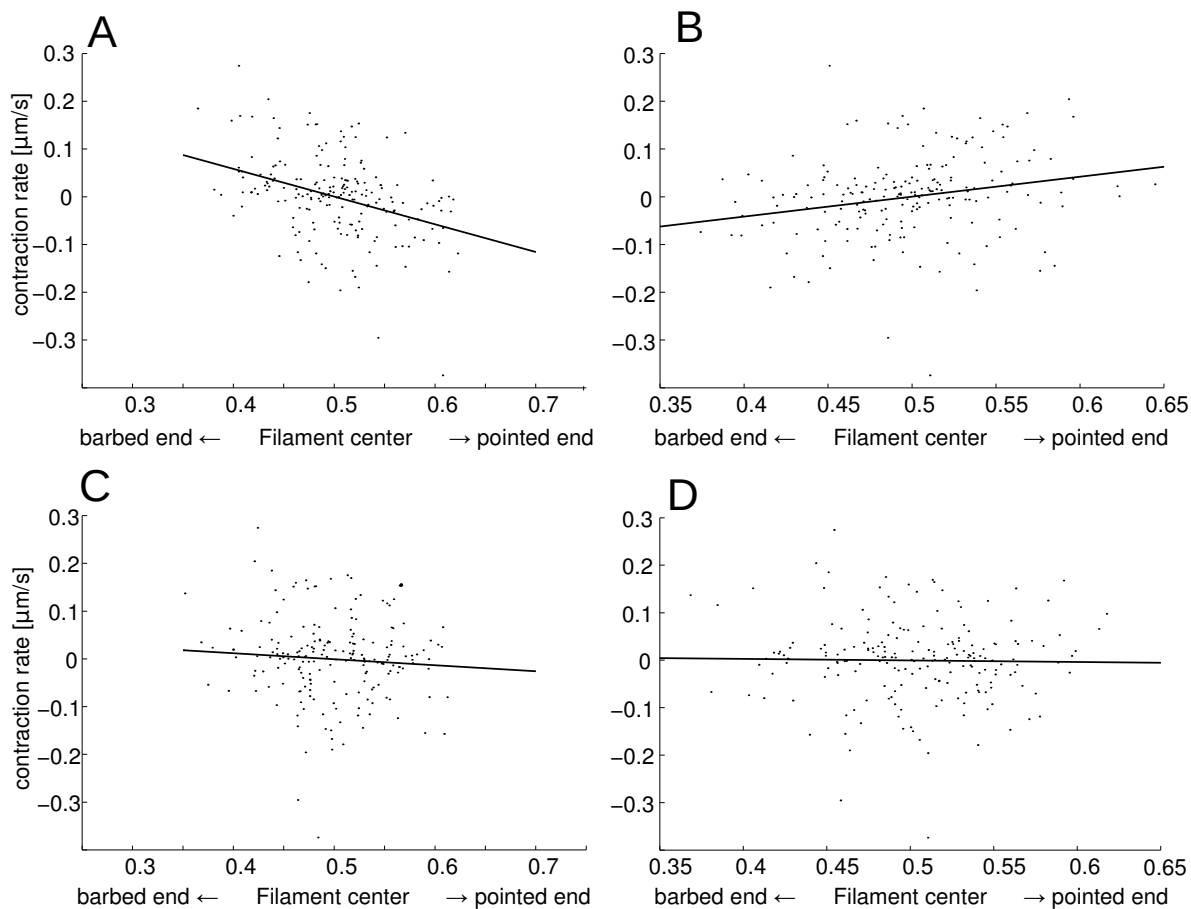 A
0.3
0.2
0.1
0
−0.1
−0.2
−0.3
contraction rate [µm/s]
0.3 0.4 0.5 0.6 0.7
barbed end ← Filament center → pointed end
B
0.3
0.2
0.1
0
−0.1
−0.2
−0.3
0.35 0.4 0.45 0.5 0.55 0.6 0.65
barbed end ← Filament center → pointed end
C
0.3
0.2
0.1
0
−0.1
−0.2
−0.3
contraction rate [µm/s]
0.3 0.4 0.5 0.6 0.7
barbed end ← Filament center → pointed end
D
0.3
0.2
0.1
0
−0.1
−0.2
−0.3
0.35 0.4 0.45 0.5 0.55 0.6 0.65
barbed end ← Filament center → pointed end